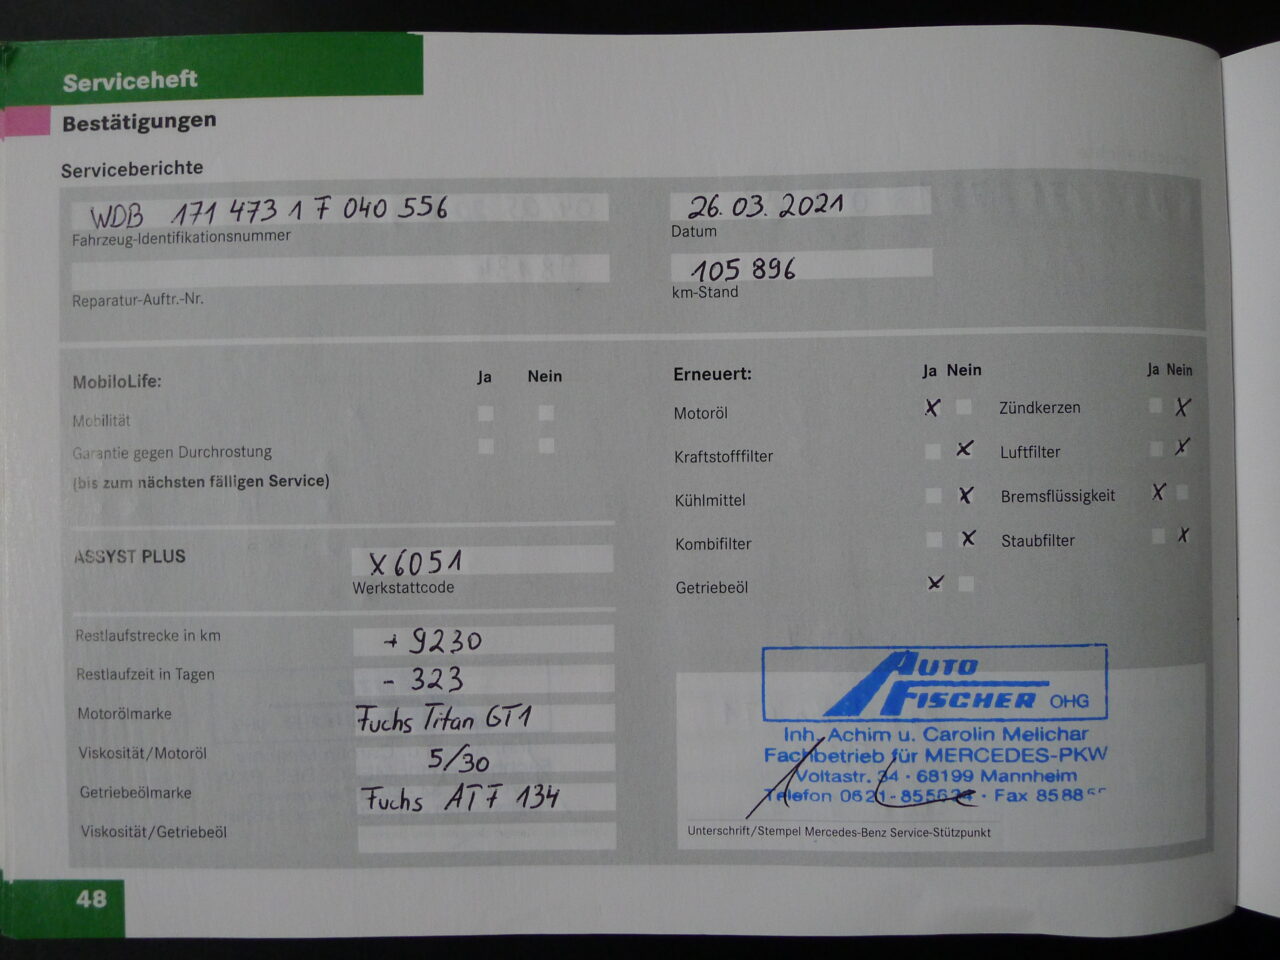 Serviceheft
Bestätigungen
Serviceberichte
WDB 171 473 1 F 040 556
Fahrzeug-Identifikationsnummer
26. 03. 2021
Datum
Reparatur-Auftr.-Nr.
105 896
km-Stand
MobiloLife: Ja Nein
Mobilität
Garantie gegen Durchrostung
(bis zum nächsten fälligen Service)
Erneuert: Ja Nein Ja Nein
Motoröl X Zündkerzen X
Kraftstofffilter X Luftfilter X
Kühlmittel X Bremsflüssigkeit X
Kombifilter X Staubfilter X
Getriebeöl X
ASSYST PLUS X6051
Werkstattcode
Restlaufstrecke in km + 9230
Restlaufzeit in Tagen - 323
Motorölmarke Fuchs Titan GT1
Viskosität/Motoröl 5/30
Getriebeölmarke Fuchs ATF 134
Viskosität/Getriebeöl
AUTO
FISCHER OHG
Inh. Achim u. Carolin Melichar
Fachbetrieb für MERCEDES-PKW
Voltastr. 34 · 68199 Mannheim
Telefon 0621- · Fax
Unterschrift/Stempel Mercedes-Benz Service-Stützpunkt
48